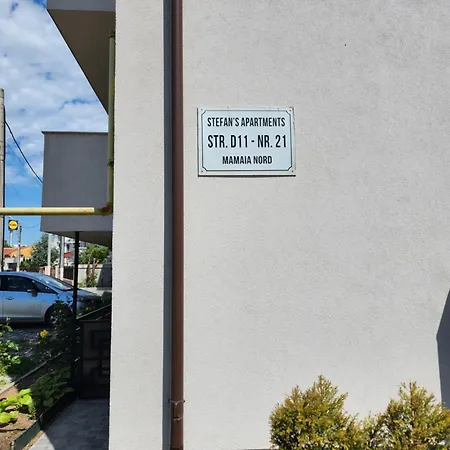 STEFAN'S APARTMENTS
STR. D11 - NR. 21
MAMAIA NORD